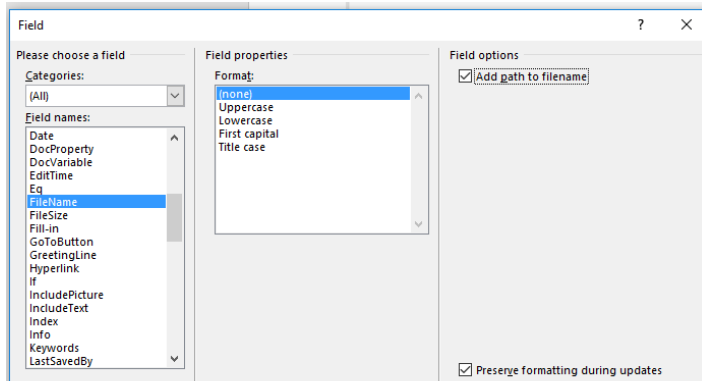 Field
?
Please choose a field
Categories:
(All)
Field names:
Date
DocProperty
DocVariable
EditTime
Eq
FileName
FileSize
Fill-in
GoToButton
GreetingLine
Hyperlink
If
IncludePicture
IncludeText
Index
Info
Keywords
LastSavedBy
Field properties
Format:
(none)
Uppercase
Lowercase
First capital
Title case
Field options
Add path to filename
Preserve formatting during updates